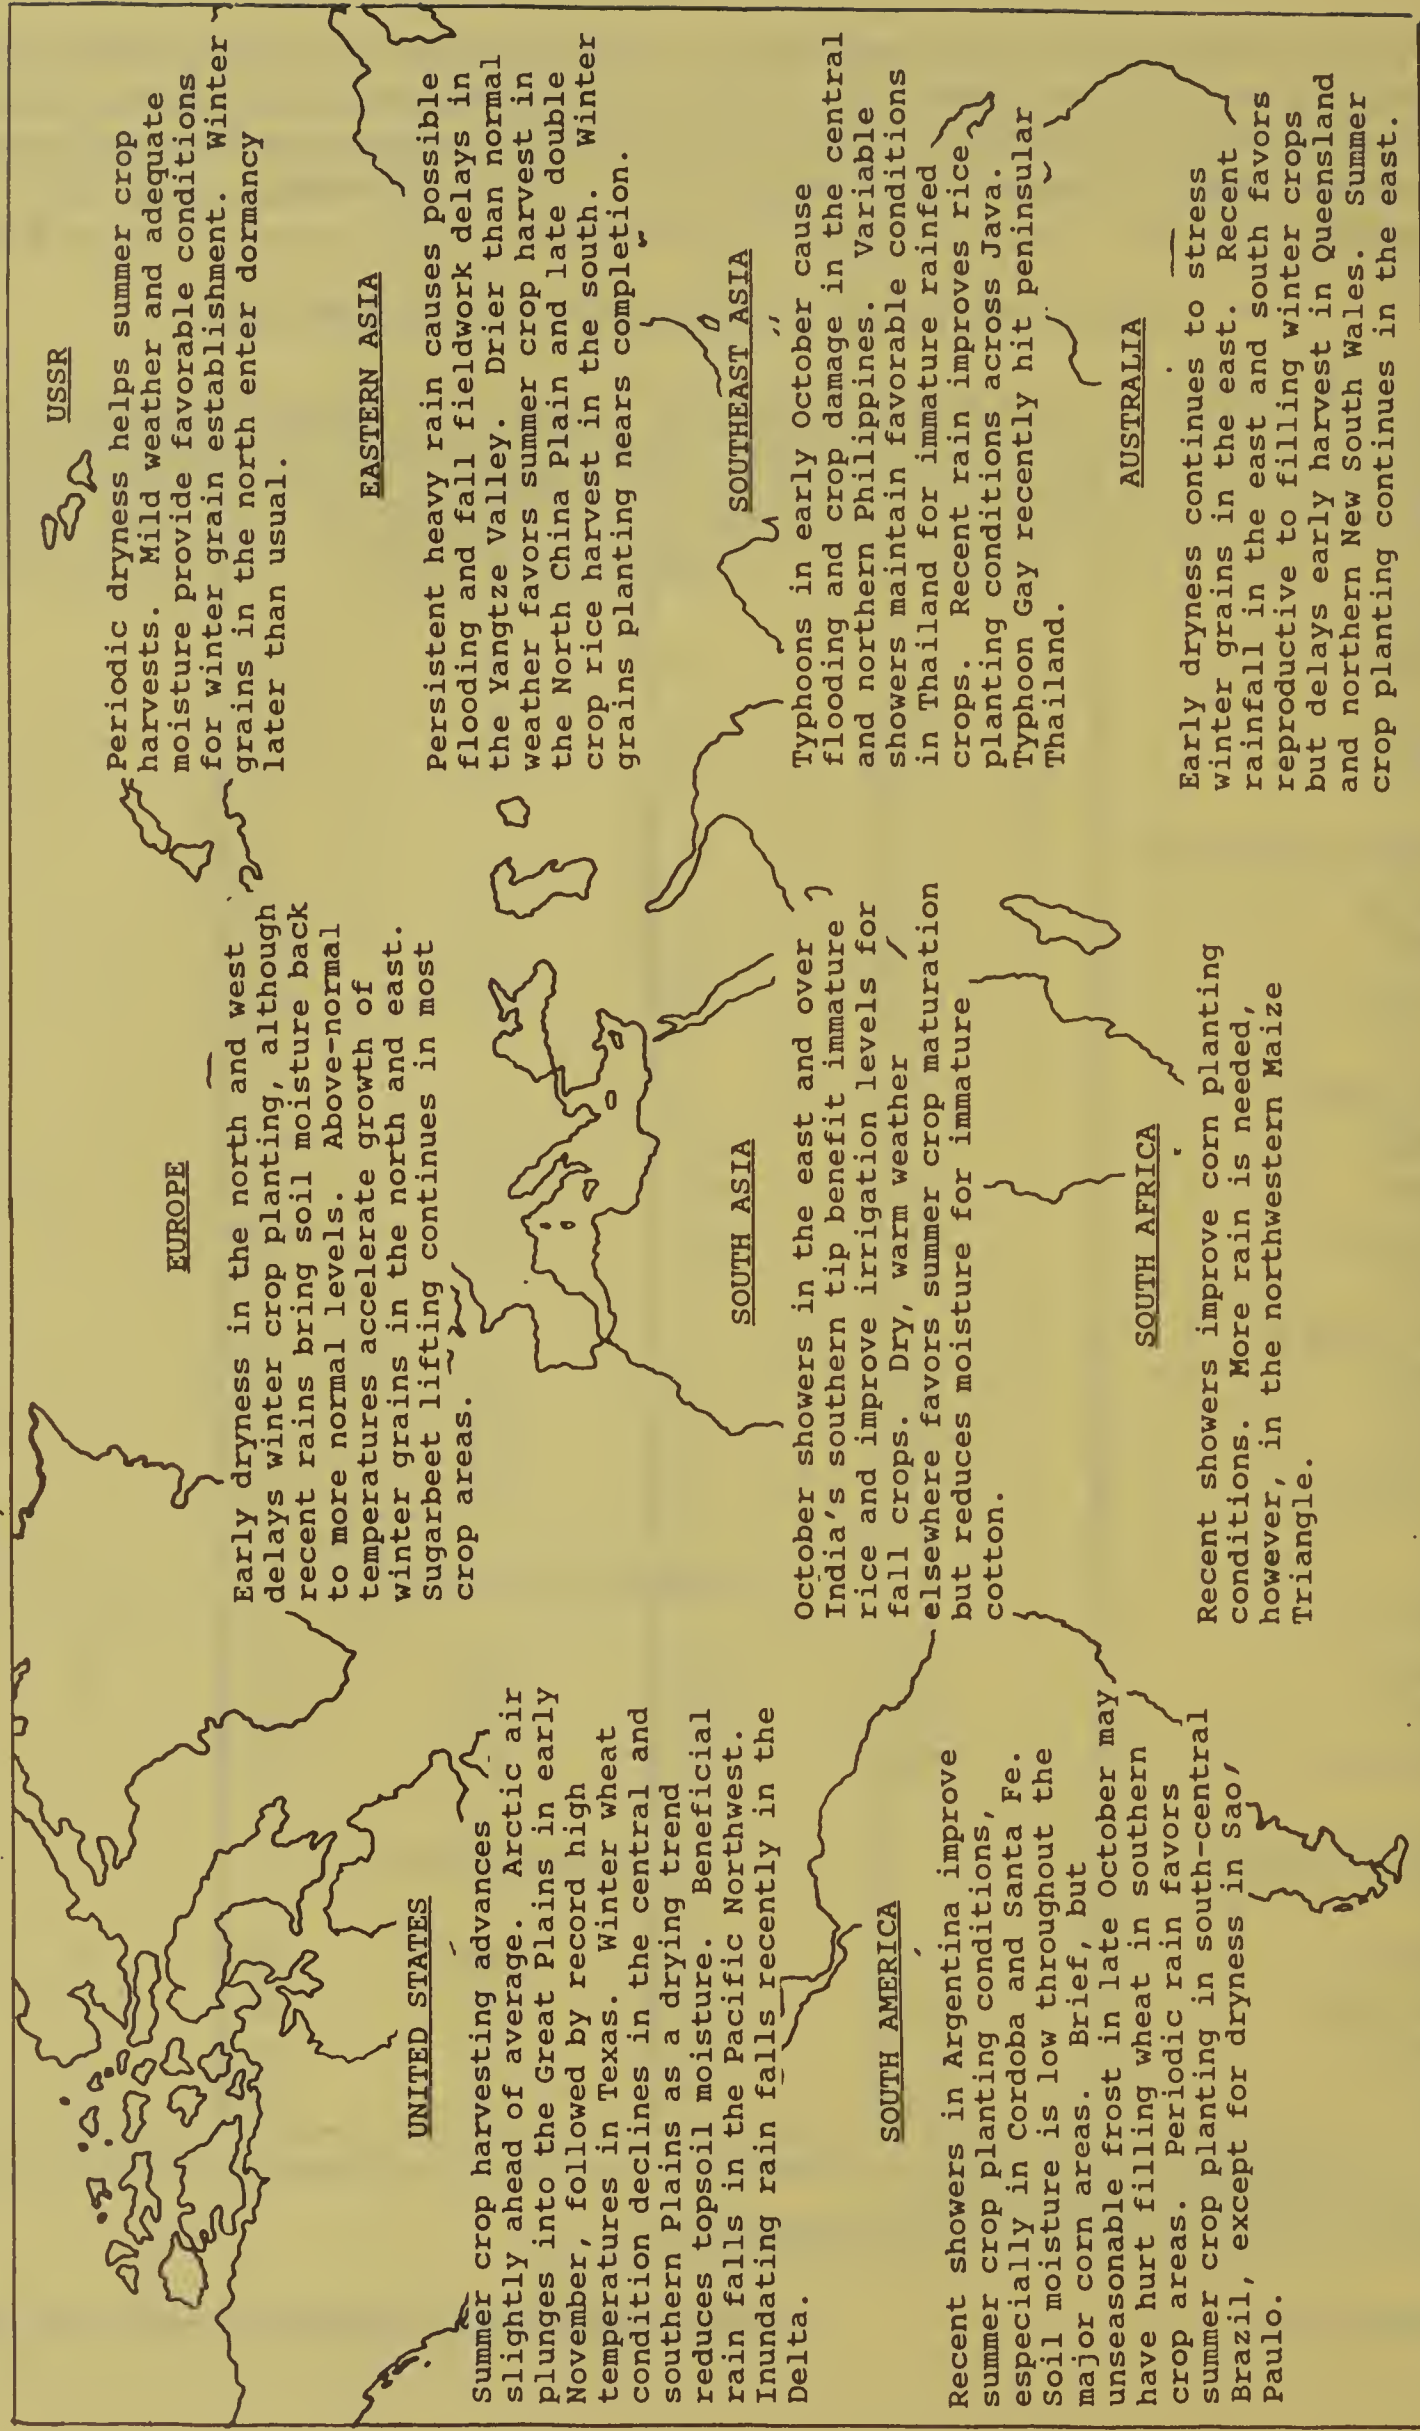 UNITED STATES
Summer crop harvesting advances
slightly ahead of average. Arctic air
plunges into the Great Plains in early
November, followed by record high
temperatures in Texas. Winter wheat
condition declines in the central and
southern Plains as a drying trend
reduces topsoil moisture. Beneficial
rain falls in the Pacific Northwest.
Inundating rain falls recently in the
Delta.
SOUTH AMERICA
Recent showers in Argentina improve
summer crop planting conditions,
especially in Cordoba and Santa Fe.
Soil moisture is low throughout the
major corn areas. Brief, but
unseasonable frost in late October may
have hurt filling wheat in southern
crop areas. Periodic rain favors
summer crop planting in south-central
Brazil, except for dryness in Sao
Paulo.
EUROPE
Early dryness in the north and west
delays winter crop planting, although
recent rains bring soil moisture back
to more normal levels. Above-normal
temperatures accelerate growth of
winter grains in the north and east.
Sugarbeet lifting continues in most
crop areas.
SOUTH ASIA
October showers in the east and over
India's southern tip benefit immature
rice and improve irrigation levels for
fall crops. Dry, warm weather
elsewhere favors summer crop maturation
but reduces moisture for immature
cotton.
SOUTH AFRICA
Recent showers improve corn planting
conditions. More rain is needed,
however, in the northwestern Maize
Triangle.
USSR
Periodic dryness helps summer crop
harvests. Mild weather and adequate
moisture provide favorable conditions
for winter grain establishment. Winter
grains in the north enter dormancy
later than usual.
EASTERN ASIA
Persistent heavy rain causes possible
flooding and fall fieldwork delays in
the Yangtze Valley. Drier than normal
weather favors summer crop harvest in
the North China Plain and late double
crop rice harvest in the south. Winter
grains planting nears completion.
SOUTHEAST ASIA
Typhoons in early October cause
flooding and crop damage in the central
and northern Philippines. Variable
showers maintain favorable conditions
in Thailand for immature rainfed
crops. Recent rain improves rice
planting conditions across Java.
Typhoon Gay recently hit peninsular
Thailand.
AUSTRALIA
Early dryness continues to stress
winter grains in the east. Recent
rainfall in the east and south favors
reproductive to filling winter crops
but delays early harvest in Queensland
and northern New South Wales. Summer
crop planting continues in the east.